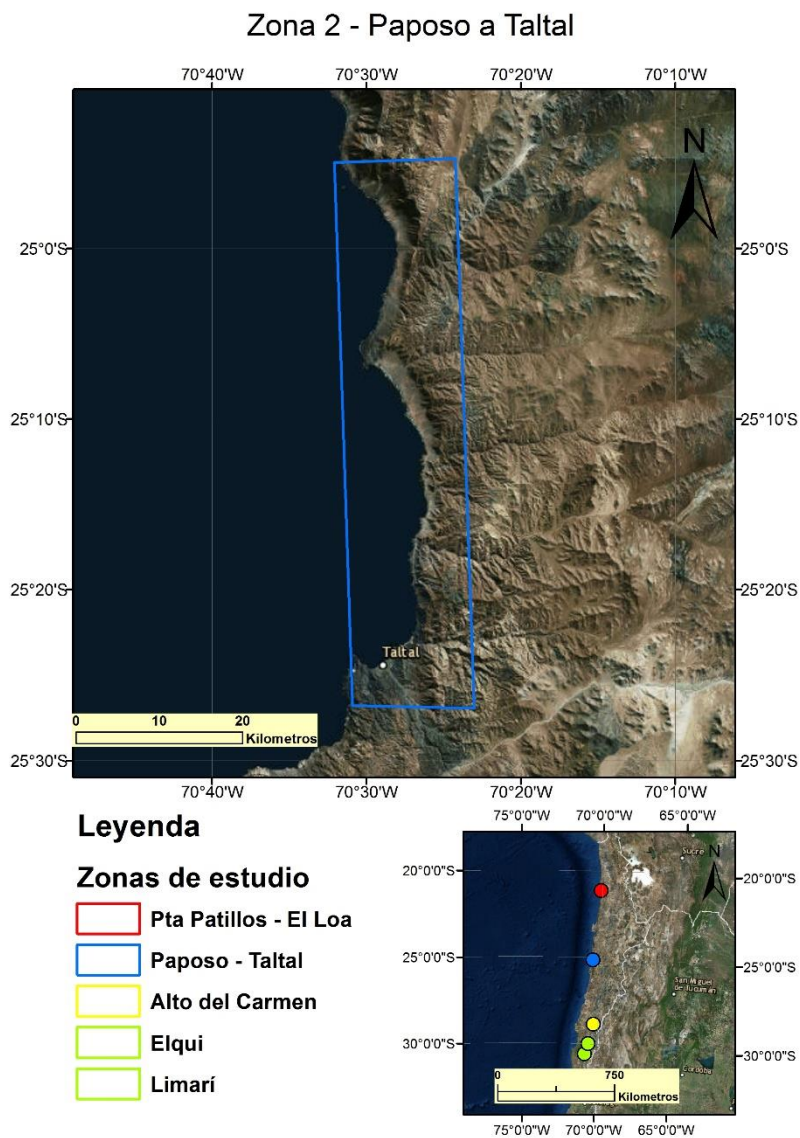 Zona 2 - Paposo a Taltal
70°40'W 70°30'W 70°20'W 70°10'W
N
25°0'S 25°0'S
25°10'S 25°10'S
25°20'S 25°20'S
Taltal
0 10 20
Kilometros
25°30'S 25°30'S
70°40'W 70°30'W 70°20'W 70°10'W
Leyenda
Zonas de estudio
Pta Patillos - El Loa
Paposo - Taltal
Alto del Carmen
Elqui
Limarí
75°0'0"W 70°0'0"W 65°0'0"W
Sucre
N
20°0'0"S 20°0'0"S
25°0'0"S 25°0'0"S
San Miguel
de Tucumán
30°0'0"S 30°0'0"S
Córdoba
0 750
Kilometros
75°0'0"W 70°0'0"W 65°0'0"W